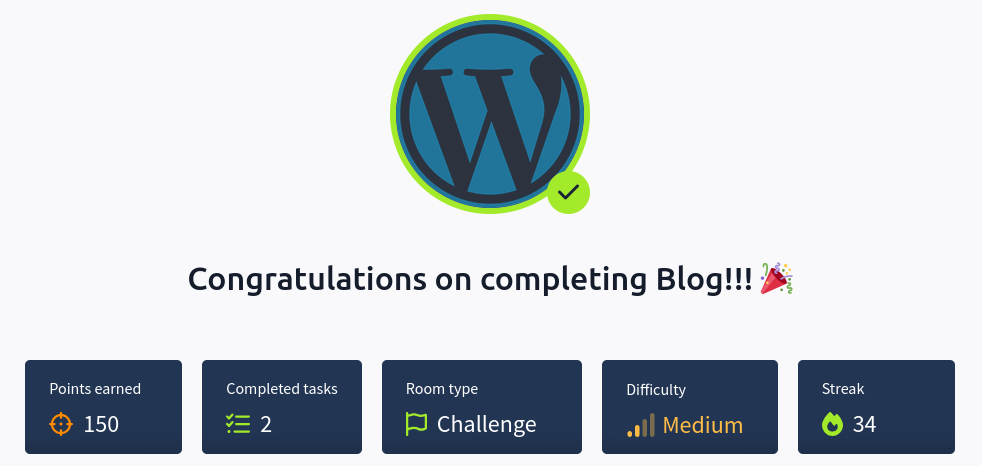 W
Congratulations on completing Blog!!! 🎉
Points earned
150
Completed tasks
2
Room type
Challenge
Difficulty
Medium
Streak
34